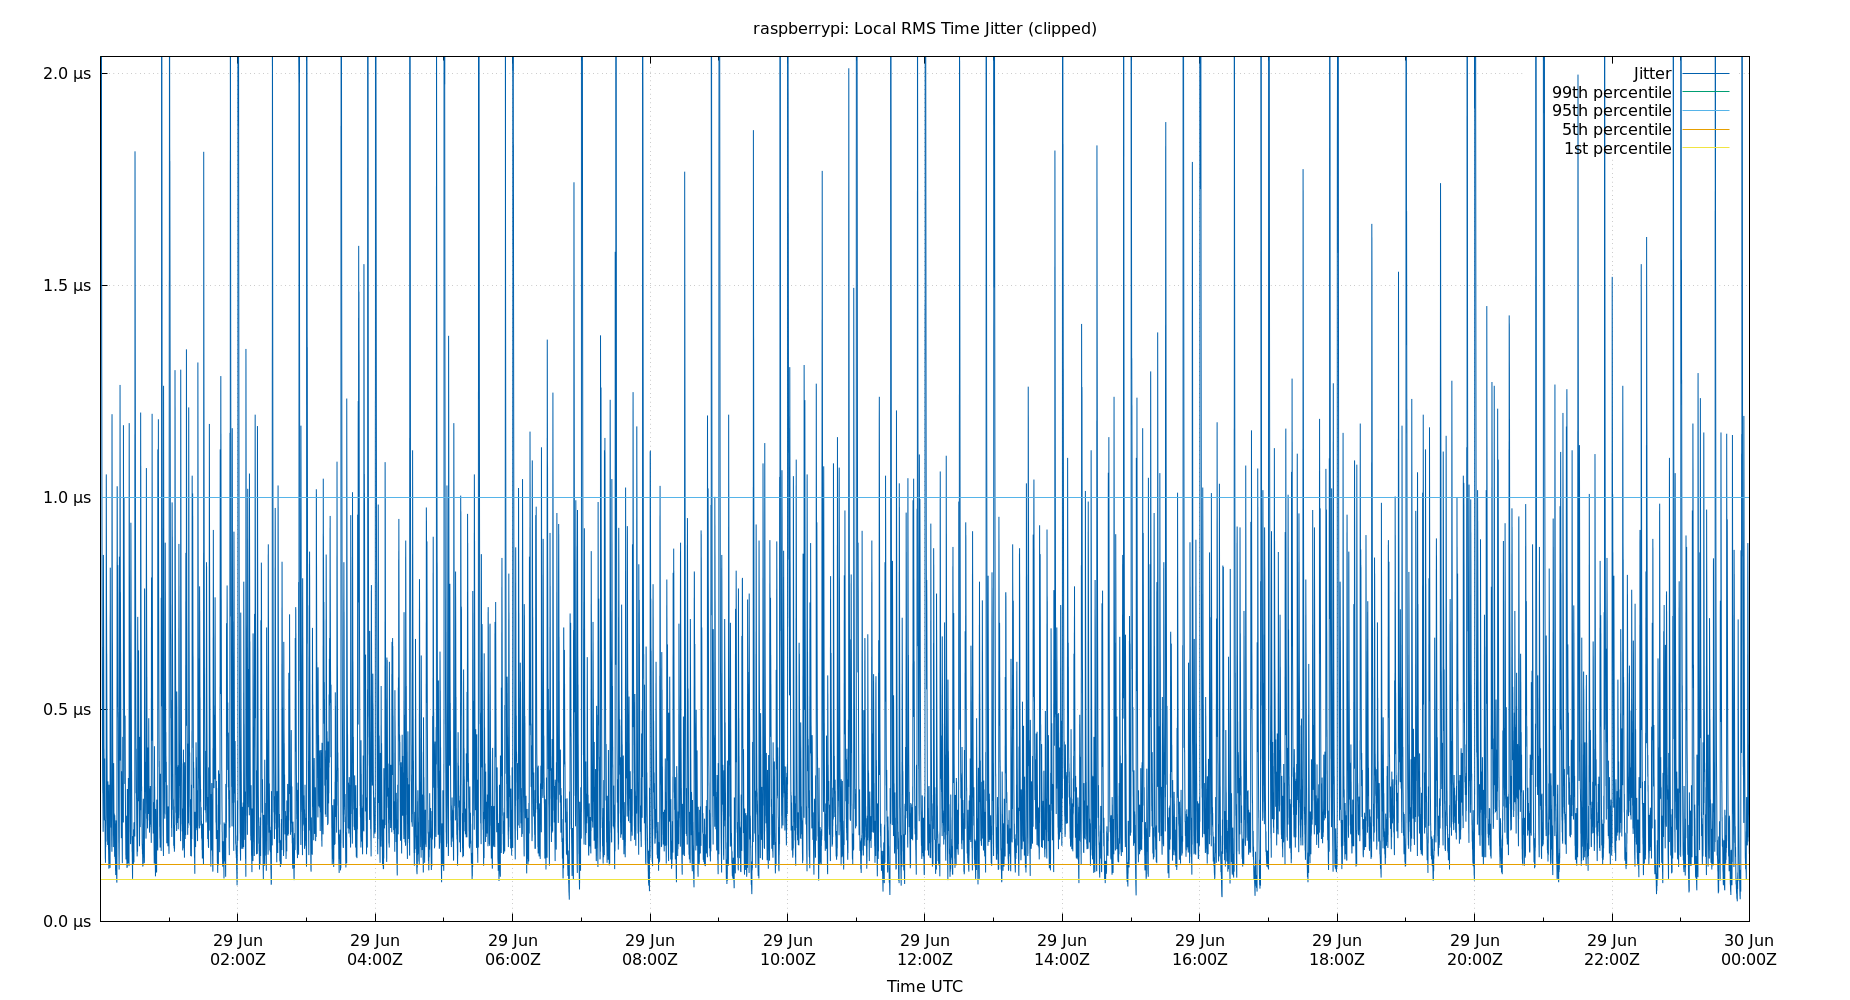 raspberrypi: Local RMS Time Jitter (clipped)
2.0 µs
1.5 µs
1.0 µs
0.5 µs
0.0 µs
Jitter
99th percentile
95th percentile
5th percentile
1st percentile
29 Jun 29 Jun 29 Jun 29 Jun 29 Jun 29 Jun 29 Jun 29 Jun 29 Jun 29 Jun 29 Jun 30 Jun
02:00Z 04:00Z 06:00Z 08:00Z 10:00Z 12:00Z 14:00Z 16:00Z 18:00Z 20:00Z 22:00Z 00:00Z
Time UTC